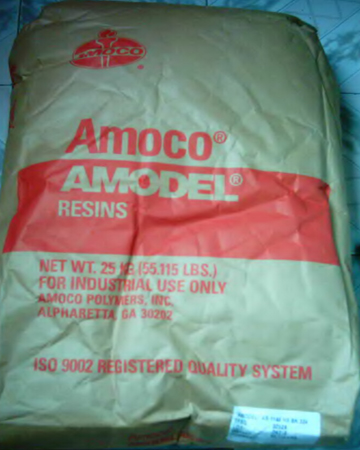 AMOCO
®
Amoco®
AMODEL®
RESINS
NET WT. 25 KG (55.115 LBS.)
FOR INDUSTRIAL USE ONLY
AMOCO POLYMERS, INC.
ALPHARETTA, GA 30202
ISO 9002 REGISTERED QUALITY SYSTEM